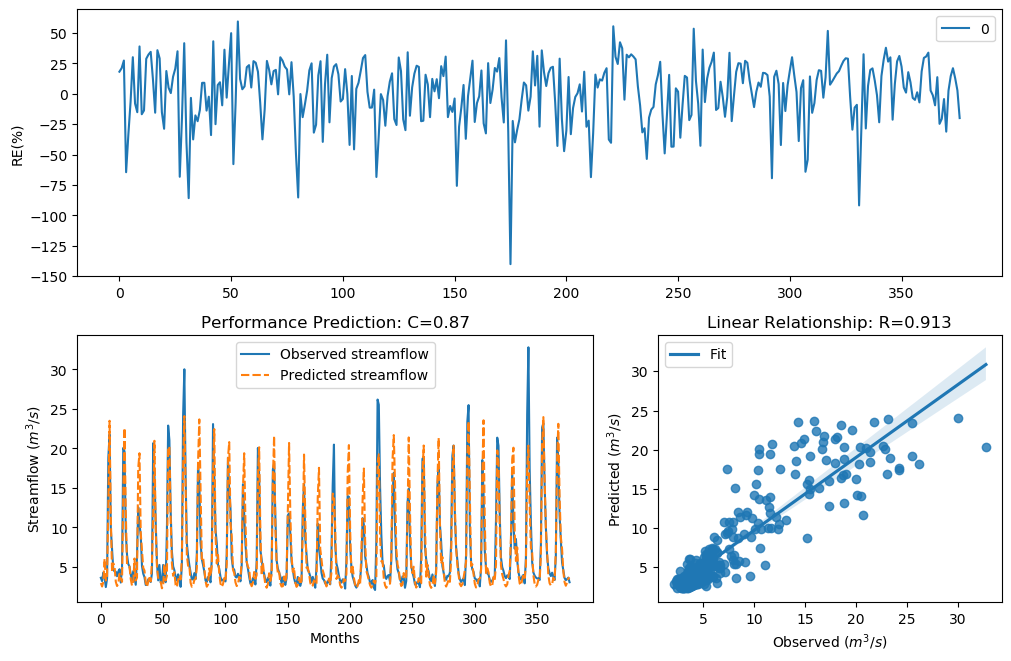 50
25
0
−25
−50
−75
−100
−125
−150
RE(%)
0
0 50 100 150 200 250 300 350
Performance Prediction: C=0.87
Observed streamflow
Predicted streamflow
30
25
20
15
10
5
Streamflow (m³/s)
0 50 100 150 200 250 300 350
Months
Linear Relationship: R=0.913
Fit
30
25
20
15
10
5
Predicted (m³/s)
5 10 15 20 25 30
Observed (m³/s)